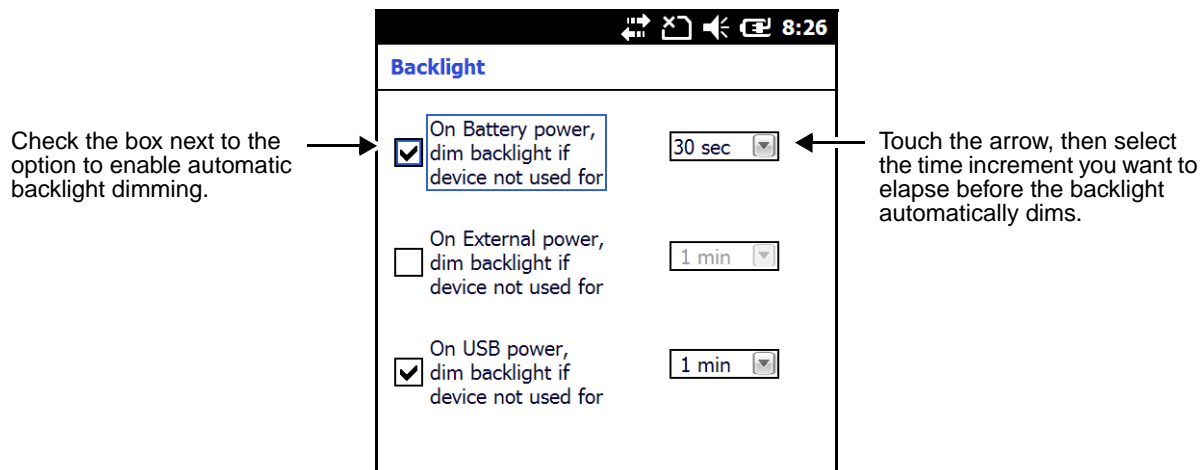 8:26
Backlight
Check the box next to the
option to enable automatic
backlight dimming.
On Battery power,
dim backlight if
device not used for
30 sec
Touch the arrow, then select
the time increment you want to
elapse before the backlight
automatically dims.
On External power,
dim backlight if
device not used for
1 min
On USB power,
dim backlight if
device not used for
1 min